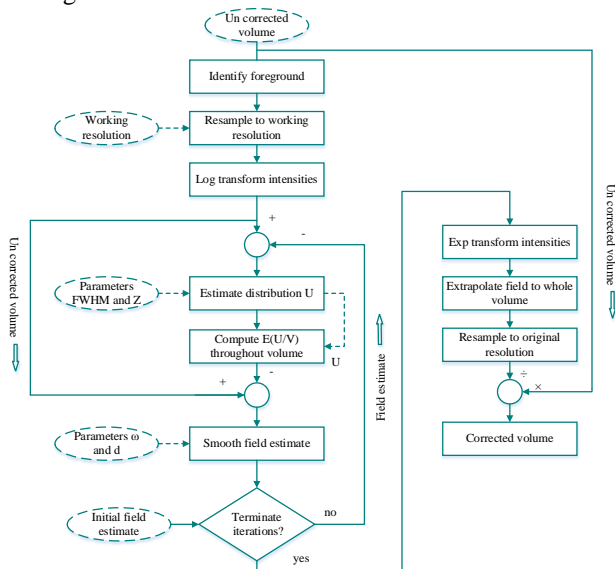 Un corrected
volume
Identify foreground
Working
resolution
Resample to working
resolution
Log transform intensities
+
-
Un corrected volume
Parameters
FWHM and Z
Estimate distribution U
Compute E(U/V)
throughout volume
U
-
+
Parameters ω
and d
Smooth field estimate
Initial field
estimate
Terminate
iterations?
no
yes
Field estimate
Exp transform intensities
Extrapolate field to whole
volume
Resample to original
resolution
÷
×
Corrected volume
Un corrected volume